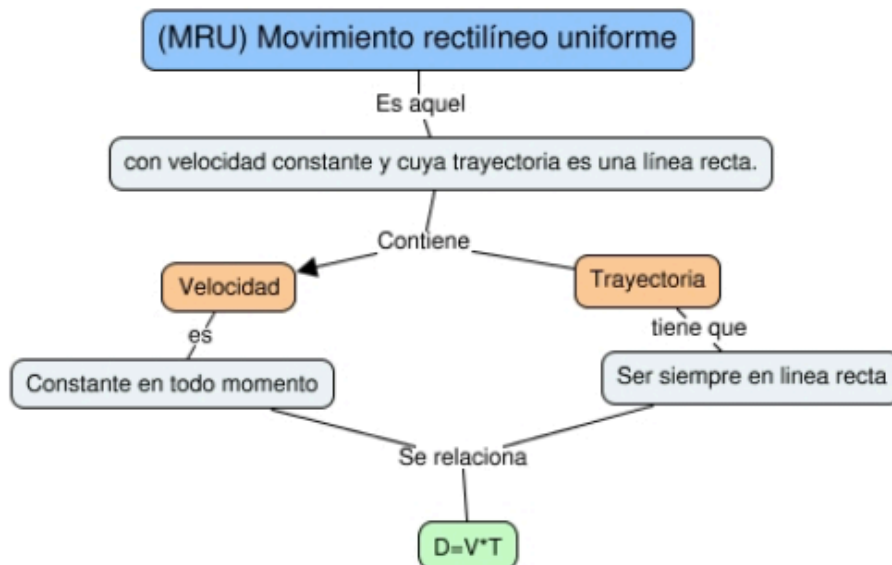 (MRU) Movimiento rectilíneo uniforme
Es aquel
con velocidad constante y cuya trayectoria es una línea recta.
Contiene
Velocidad
Trayectoria
es
tiene que
Constante en todo momento
Ser siempre en linea recta
Se relaciona
D=V*T